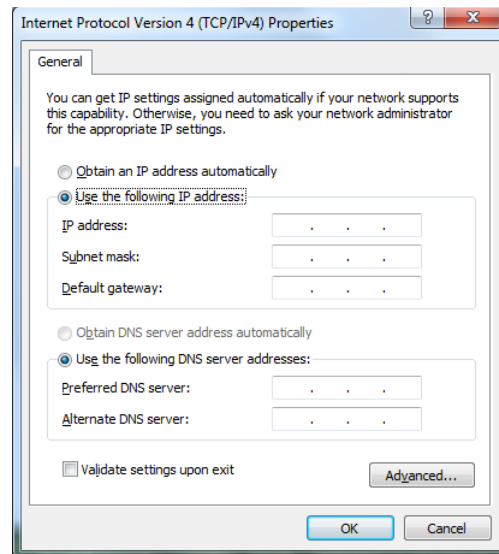 Internet Protocol Version 4 (TCP/IPv4) Properties
? X
General
You can get IP settings assigned automatically if your network supports
this capability. Otherwise, you need to ask your network administrator
for the appropriate IP settings.
Obtain an IP address automatically
Use the following IP address:
IP address: . . .
Subnet mask: . . .
Default gateway: . . .
Obtain DNS server address automatically
Use the following DNS server addresses:
Preferred DNS server: . . .
Alternate DNS server: . . .
Validate settings upon exit
Advanced...
OK Cancel